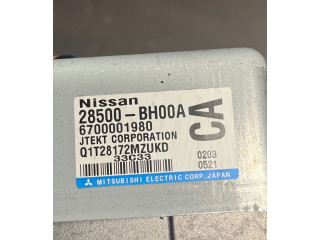 Nissan
28500-BH00A
6700001980
JTEKT CORPORATION
Q1T28172MZUKD
33C33
CA
0203
0521
MITSUBISHI ELECTRIC CORP.,JAPAN